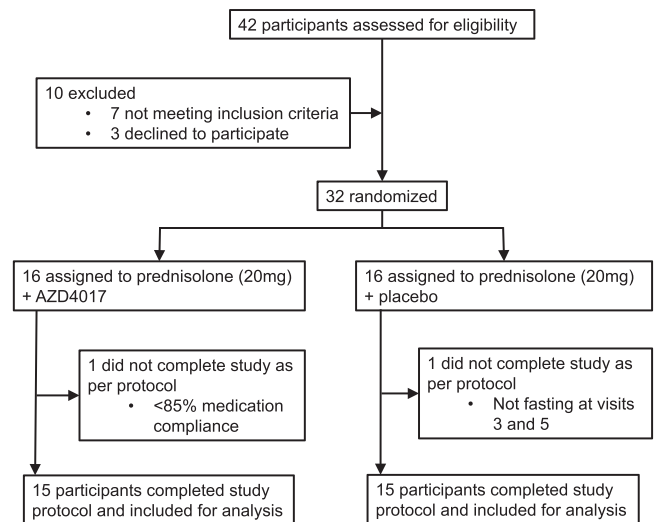 42 participants assessed for eligibility
10 excluded
• 7 not meeting inclusion criteria
• 3 declined to participate
32 randomized
16 assigned to prednisolone (20mg)
+ AZD4017
16 assigned to prednisolone (20mg)
+ placebo
1 did not complete study as
per protocol
• <85% medication
compliance
1 did not complete study as
per protocol
• Not fasting at visits
3 and 5
15 participants completed study
protocol and included for analysis
15 participants completed study
protocol and included for analysis